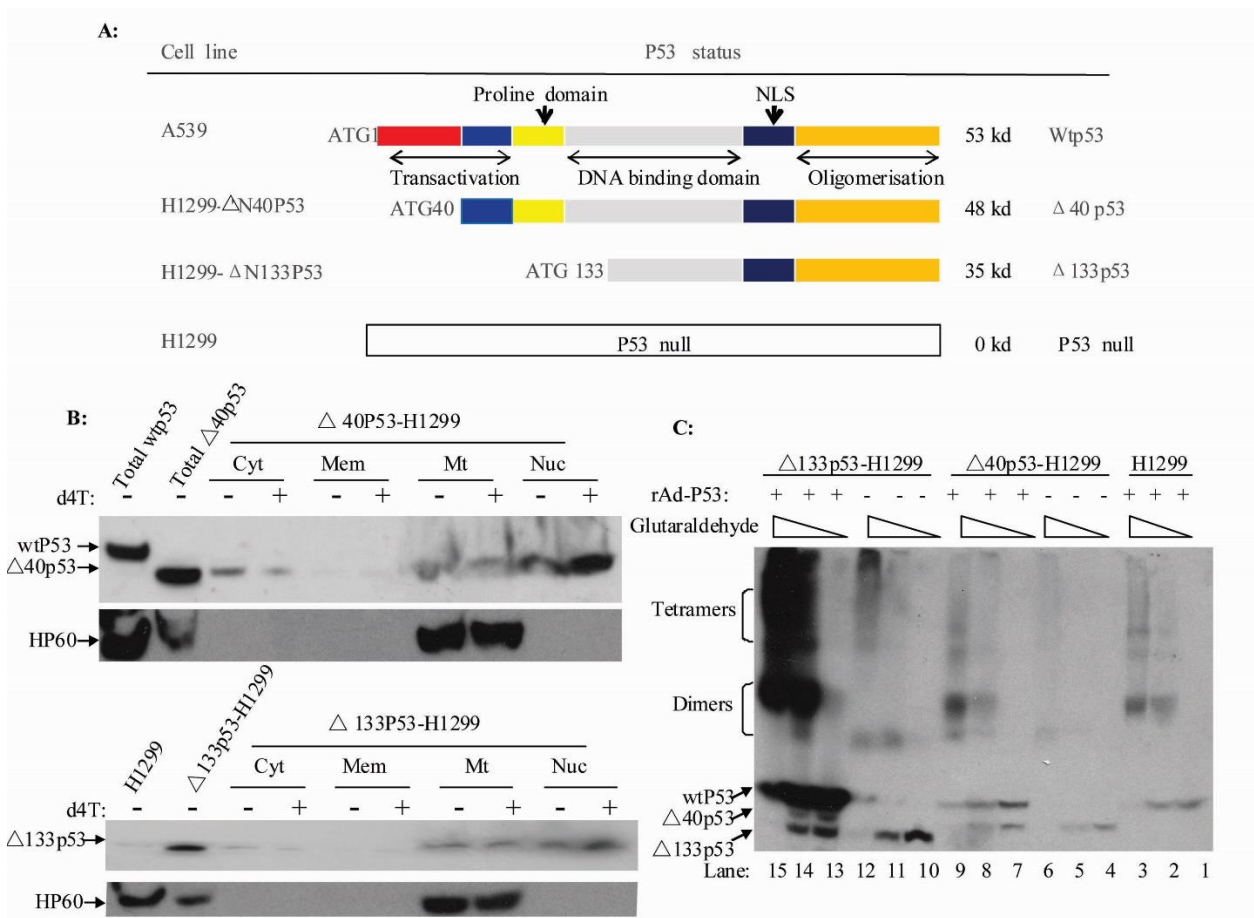 A:
Cell line P53 status
Proline domain NLS
A539 ATG1 53 kd Wtp53
Transactivation DNA binding domain Oligomerisation
H1299-△N40P53 ATG40 48 kd Δ 40 p53
H1299- ΔN133P53 ATG 133 35 kd Δ 133p53
H1299 P53 null 0 kd P53 null
B:
Total wtp53
Total △40p53
△ 40P53-H1299
Cyt Mem Mt Nuc
d4T: - - - + - + - + - +
wtP53
△40p53
HP60
H1299
△133p53-H1299
△ 133P53-H1299
Cyt Mem Mt Nuc
d4T: - - - + - + - + - +
△133p53
HP60
C:
△133p53-H1299 △40p53-H1299 H1299
rAd-P53: + + + - - - + + + - - - + + +
Glutaraldehyde
Tetramers
Dimers
wtP53
△40p53
△133p53
Lane: 15 14 13 12 11 10 9 8 7 6 5 4 3 2 1